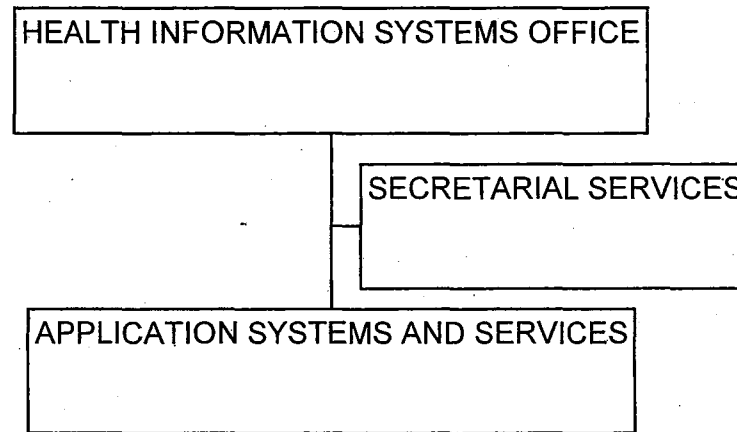 HEALTH INFORMATION SYSTEMS OFFICE
SECRETARIAL SERVICES
APPLICATION SYSTEMS AND SERVICES